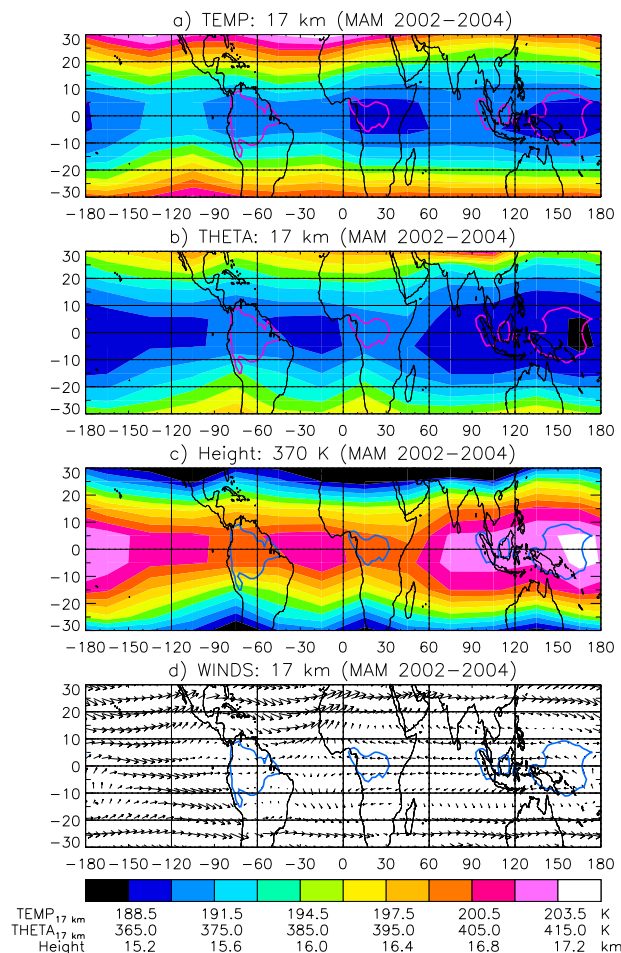 a) TEMP: 17 km (MAM 2002−2004)
30
20
10
0
−10
−20
−30
−180 −150 −120 −90 −60 −30 0 30 60 90 120 150 180
b) THETA: 17 km (MAM 2002−2004)
30
20
10
0
−10
−20
−30
−180 −150 −120 −90 −60 −30 0 30 60 90 120 150 180
c) Height: 370 K (MAM 2002−2004)
30
20
10
0
−10
−20
−30
−180 −150 −120 −90 −60 −30 0 30 60 90 120 150 180
d) WINDS: 17 km (MAM 2002−2004)
30
20
10
0
−10
−20
−30
−180 −150 −120 −90 −60 −30 0 30 60 90 120 150 180
TEMP17 km 188.5 191.5 194.5 197.5 200.5 203.5 K
THETA17 km 365.0 375.0 385.0 395.0 405.0 415.0 K
Height 15.2 15.6 16.0 16.4 16.8 17.2 km